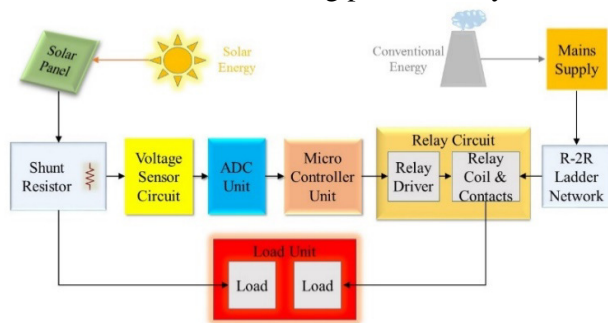 Solar
Panel
Solar
Energy
Conventional
Energy
Mains
Supply
Shunt
Resistor
Voltage
Sensor
Circuit
ADC
Unit
Micro
Controller
Unit
Relay Circuit
Relay
Driver
Relay
Coil &
Contacts
R-2R
Ladder
Network
Load Unit
Load
Load